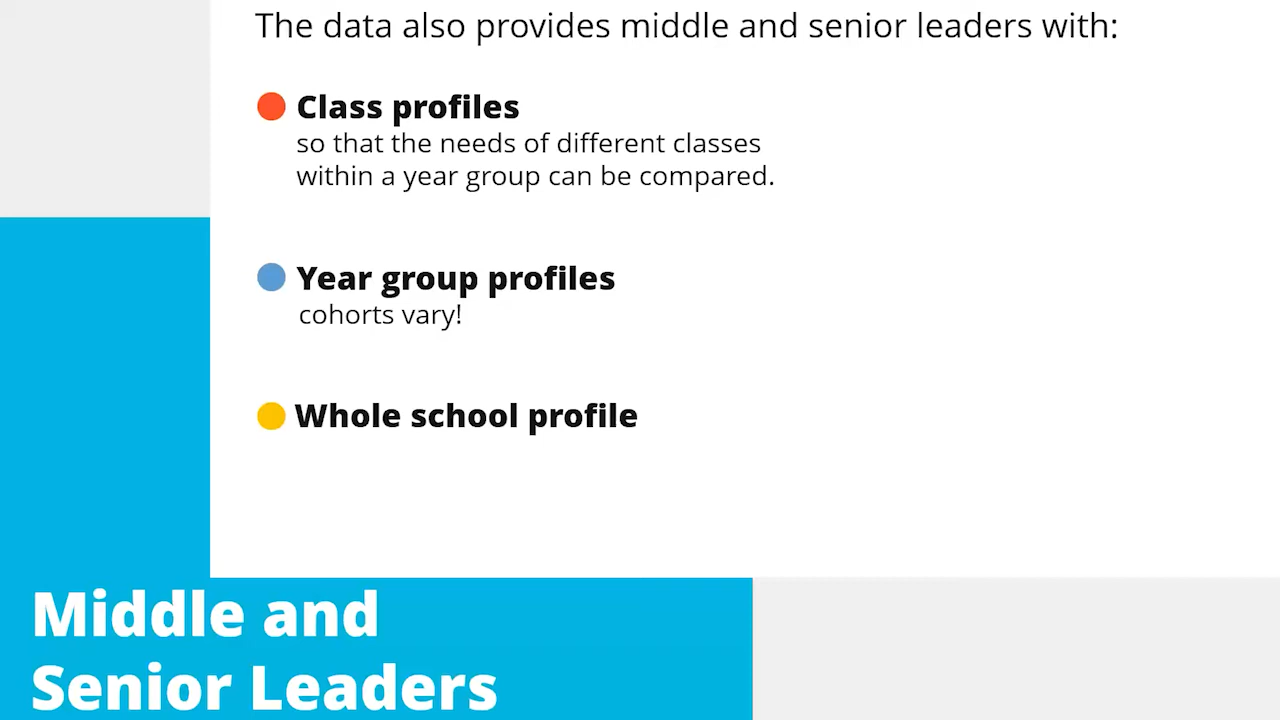 The data also provides middle and senior leaders with:
Class profiles
so that the needs of different classes
within a year group can be compared.
Year group profiles
cohorts vary!
Whole school profile
Middle and
Senior Leaders